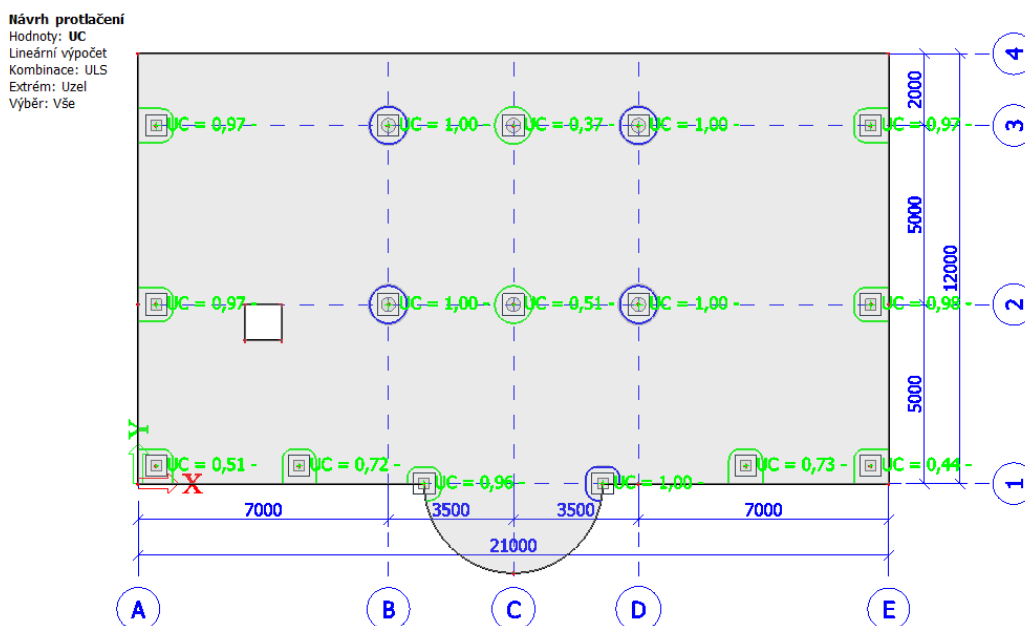 Návrh protlačení
Hodnoty: UC
Lineární výpočet
Kombinace: ULS
Extrém: Uzel
Výběr: Vše
4
2000
UC = 0,97 -
UC = 1,00 -
UC = 0,37 -
UC = 1,00 -
UC = 0,97 -
3
5000
12000
UC = 0,97 -
UC = 1,00 -
UC = 0,51 -
UC = 1,00 -
UC = 0,98 -
2
5000
Y
UC = 0,51 -
UC = 0,72 -
UC = 0,73 -
UC = 0,44 -
X
UC = 0,96 -
UC = 1,00 -
1
7000
3500
3500
7000
21000
A
B
C
D
E